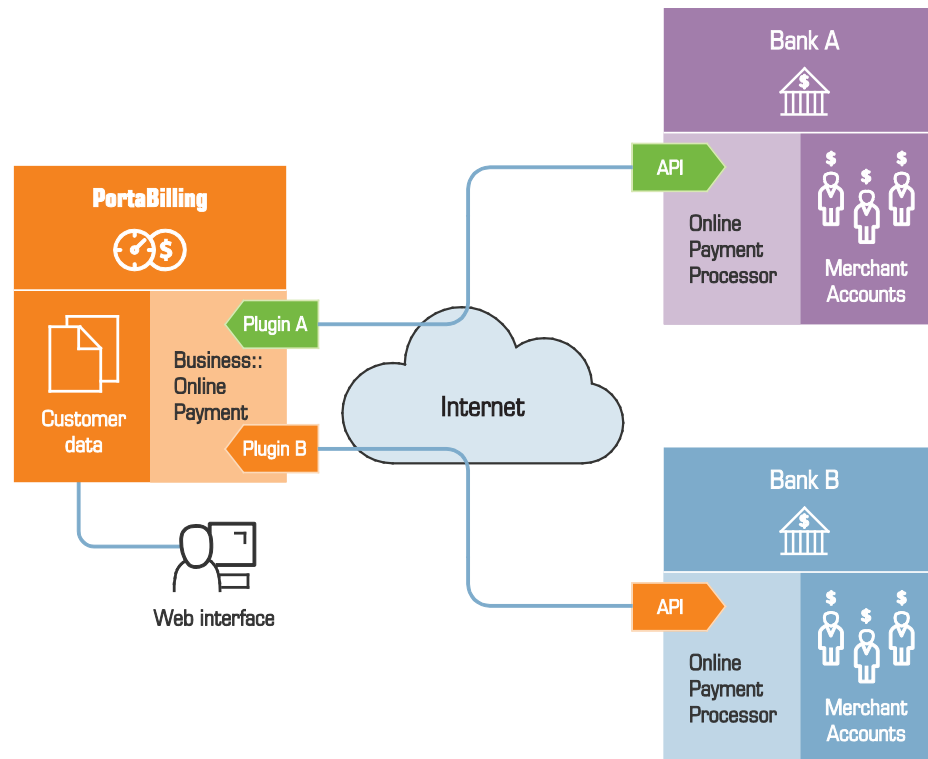 PortaBilling
$
Customer
data
Plugin A
Business::
Online
Payment
Plugin B
Web interface
Internet
Bank A
$
API
Online
Payment
Processor
$ $ $
Merchant
Accounts
Bank B
$
API
Online
Payment
Processor
$ $ $
Merchant
Accounts